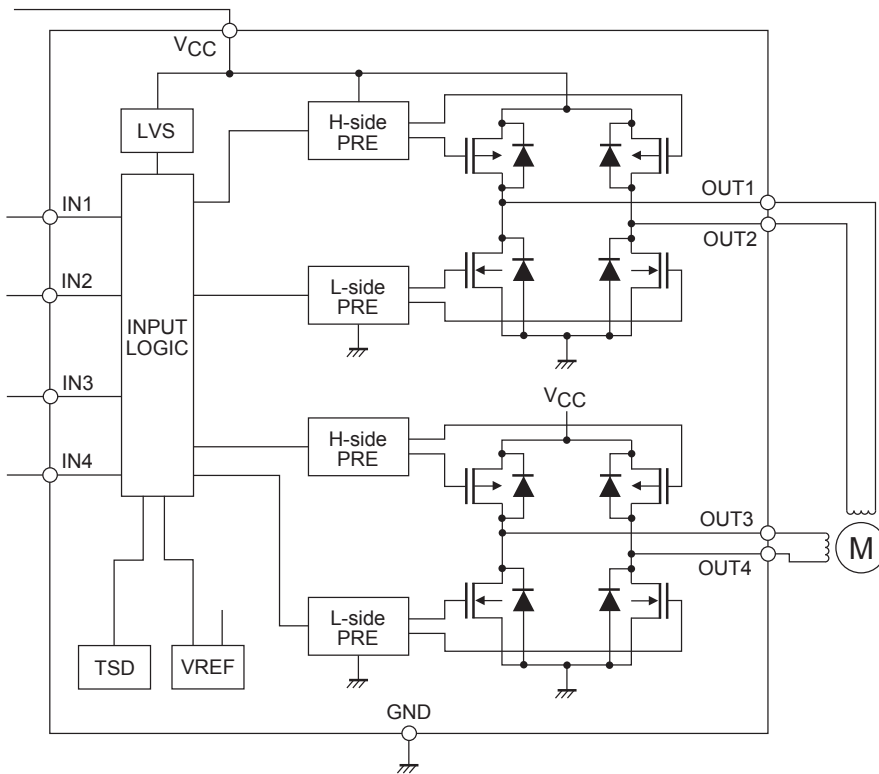 VCC
LVS
H-side
PRE
IN1
OUT1
OUT2
IN2
L-side
PRE
INPUT
LOGIC
IN3
VCC
H-side
PRE
IN4
OUT3
M
OUT4
L-side
PRE
TSD
VREF
GND